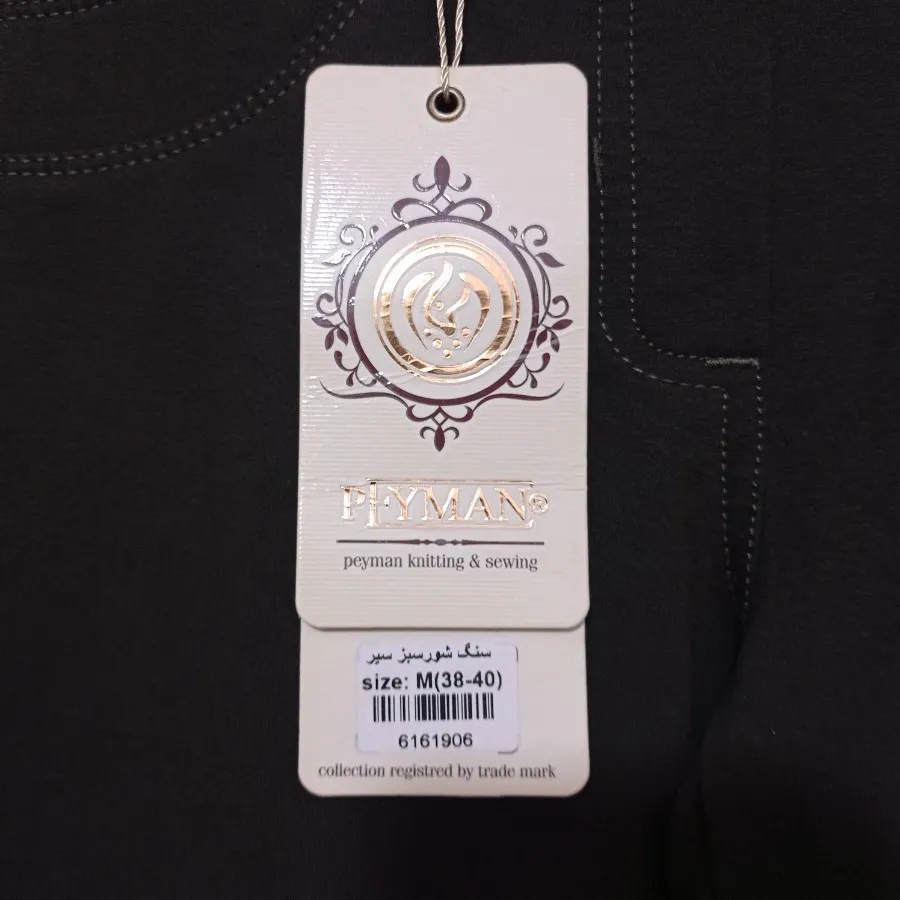 PEYMAN®
peyman knitting & sewing
سنگ شورسبز سیر
size: M(38-40)
6161906
collection registred by trade mark